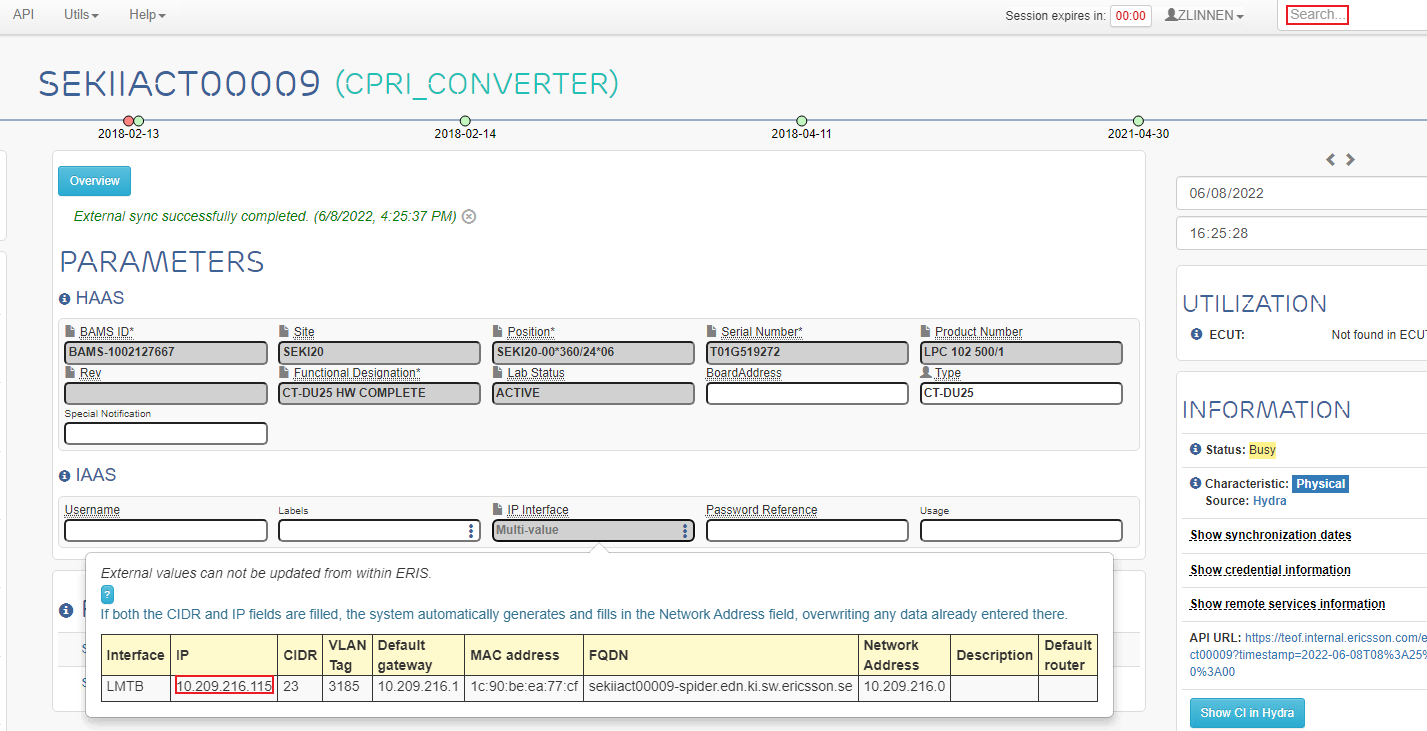 API Utils Help Session expires in: 00:00 ZLINNEN Search...
SEKIIACT00009 (CPRI_CONVERTER)
2018-02-13 2018-02-14 2018-04-11 2021-04-30
Overview
External sync successfully completed. (6/8/2022, 4:25:37 PM)
PARAMETERS
HAAS
BAMS ID* Site Position* Serial Number* Product Number
BAMS-1002127667 SEKI20 SEKI20-00*360/24*06 T01G519272 LPC 102 500/1
Rev Functional Designation* Lab Status BoardAddress Type
CT-DU25 HW COMPLETE ACTIVE CT-DU25
Special Notification
IAAS
Username Labels IP Interface Password Reference Usage
Multi-value
External values can not be updated from within ERIS.
?
If both the CIDR and IP fields are filled, the system automatically generates and fills in the Network Address field, overwriting any data already entered there.
Interface IP CIDR VLAN Tag Default gateway MAC address FQDN Network Address Description Default router
LMTB 10.209.216.115 23 3185 10.209.216.1 1c:90:be:ea:77:cf sekiiact00009-spider.edn.ki.sw.ericsson.se 10.209.216.0
06/08/2022
16:25:28
UTILIZATION
ECUT: Not found in ECU
INFORMATION
Status: Busy
Characteristic: Physical
Source: Hydra
Show synchronization dates
Show credential information
Show remote services information
API URL: https://teof.internal.ericsson.com/e
ct00009?timestamp=2022-06-08T08%3A25%
0%3A00
Show CI in Hydra